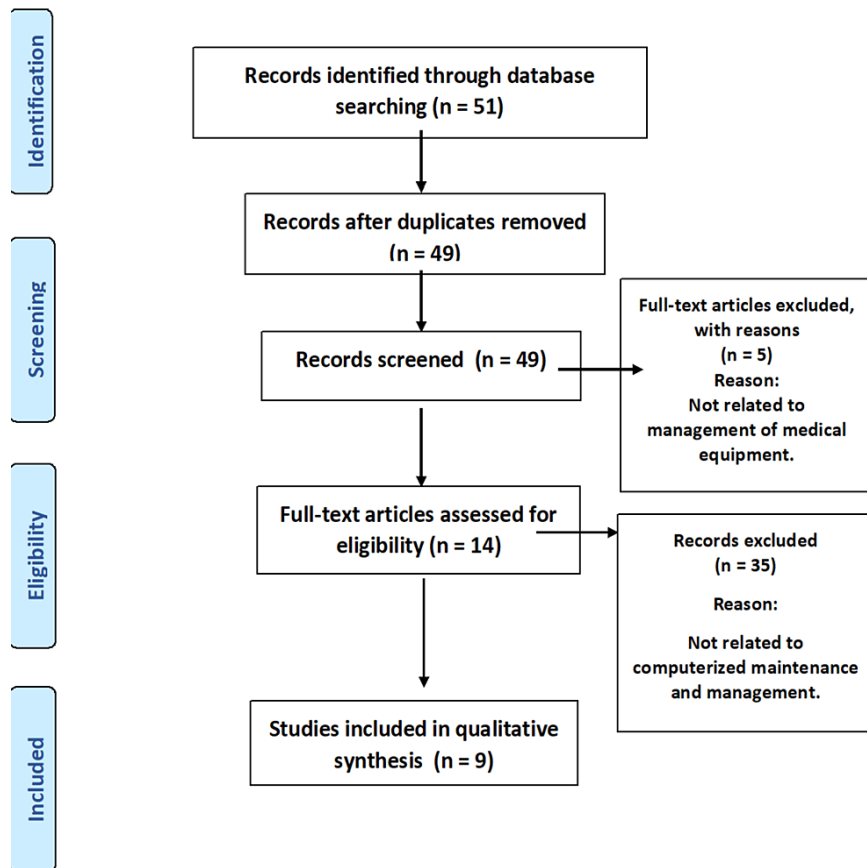 Identification
Records identified through database
searching (n = 51)
Records after duplicates removed
(n = 49)
Screening
Records screened (n = 49)
Full-text articles excluded,
with reasons
(n = 5)
Reason:
Not related to
management of medical
equipment.
Eligibility
Full-text articles assessed for
eligibility (n = 14)
Records excluded
(n = 35)
Reason:
Not related to
computerized maintenance
and management.
Included
Studies included in qualitative
synthesis (n = 9)